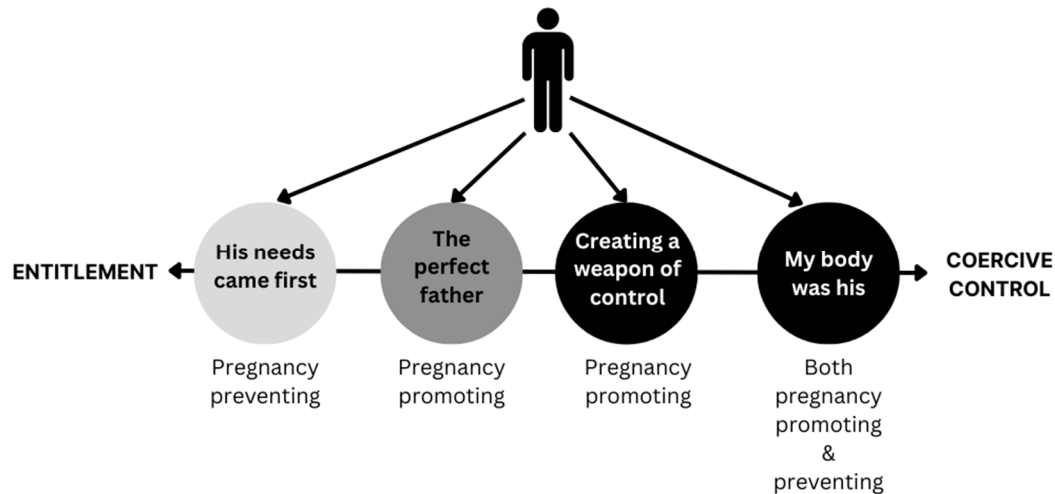 His needs
came first
The
perfect
father
Creating a
weapon of
control
My body
was his
ENTITLEMENT
COERCIVE
CONTROL
Pregnancy
preventing
Pregnancy
promoting
Pregnancy
promoting
Both
pregnancy
promoting
&
preventing